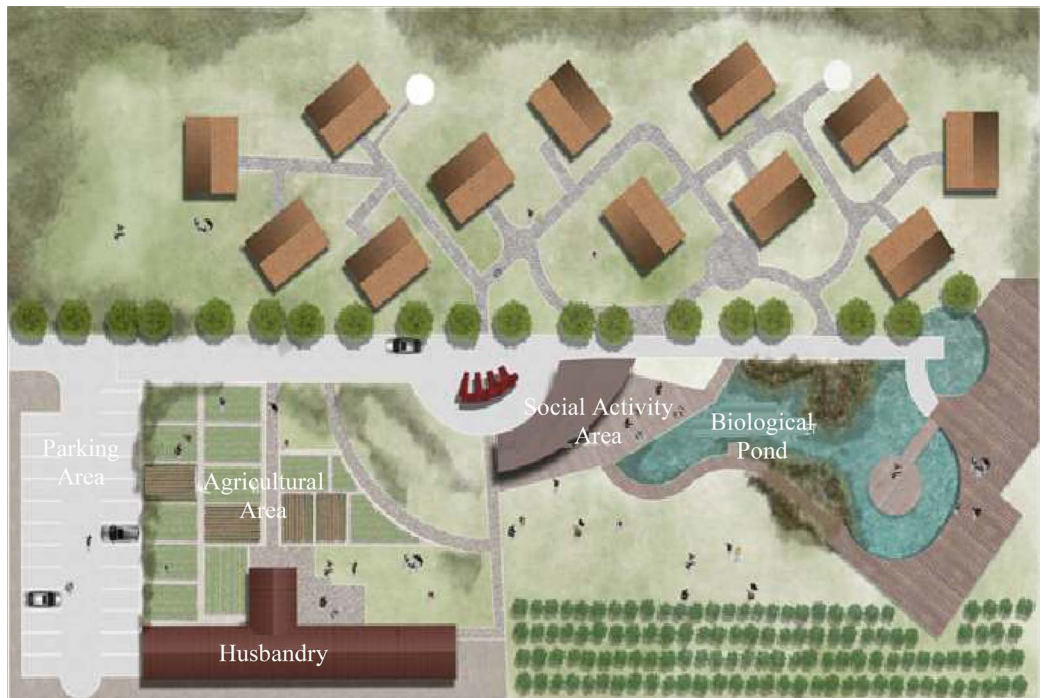 Social Activity
Area
Biological
Pond
Parking
Area
Agricultural
Area
Husbandry